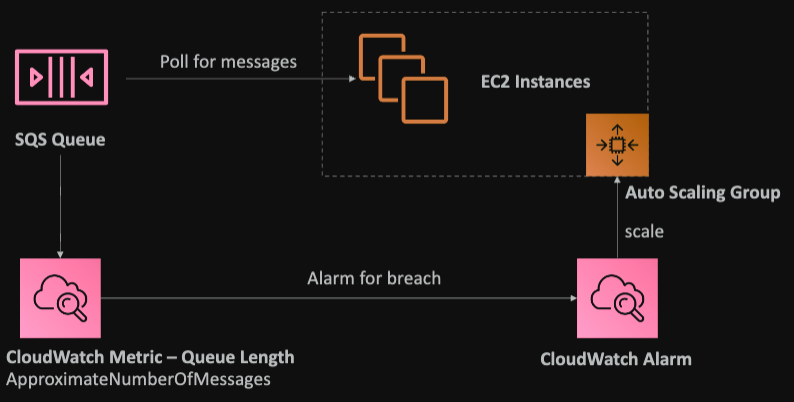 Poll for messages
EC2 Instances
SQS Queue
Auto Scaling Group
scale
Alarm for breach
CloudWatch Metric – Queue Length
ApproximateNumberOfMessages
CloudWatch Alarm